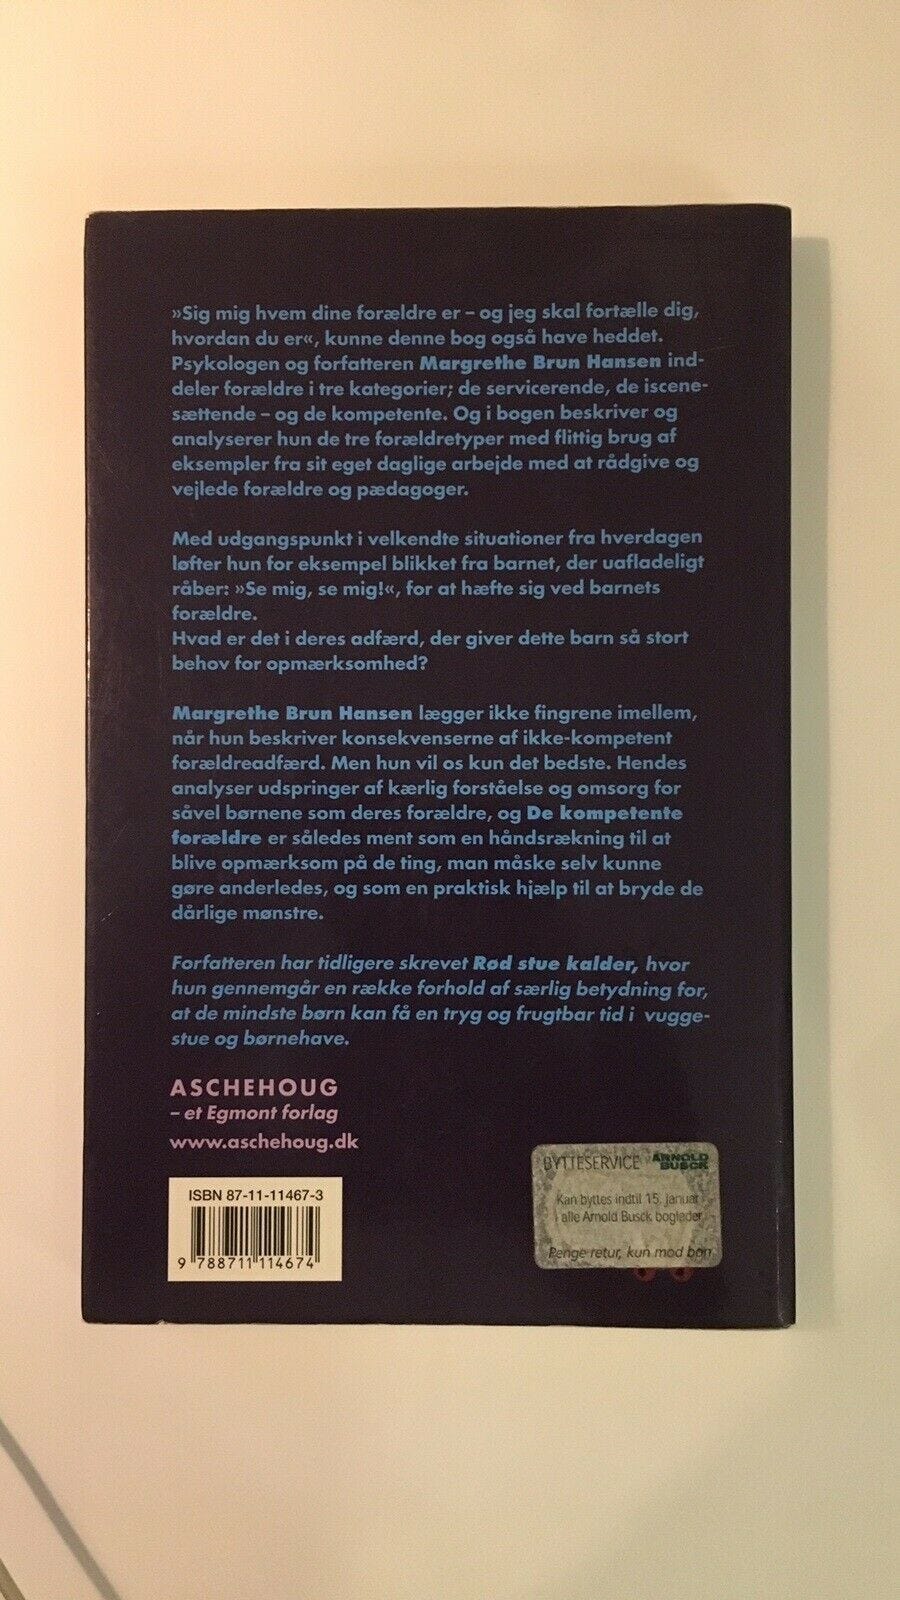 »Sig mig hvem dine forældre er – og jeg skal fortælle dig,
hvordan du er«, kunne denne bog også have heddet.
Psykologen og forfatteren Margrethe Brun Hansen ind-
deler forældre i tre kategorier; de servicerende, de iscene-
sættende – og de kompetente. Og i bogen beskriver og
analyserer hun de tre forældretyper med flittig brug af
eksempler fra sit eget daglige arbejde med at rådgive og
vejlede forældre og pædagoger.
Med udgangspunkt i velkendte situationer fra hverdagen
løfter hun for eksempel blikket fra barnet, der uafladeligt
råber: »Se mig, se mig!«, for at hæfte sig ved barnets
forældre.
Hvad er det i deres adfærd, der giver dette barn så stort
behov for opmærksomhed?
Margrethe Brun Hansen lægger ikke fingrene imellem,
når hun beskriver konsekvenserne af ikke-kompetent
forældreadfærd. Men hun vil os kun det bedste. Hendes
analyser udspringer af kærlig forståelse og omsorg for
såvel børnene som deres forældre, og De kompetente
forældre er således ment som en håndsrækning til at
blive opmærksom på de ting, man måske selv kunne
gøre anderledes, og som en praktisk hjælp til at bryde de
dårlige mønstre.
Forfatteren har tidligere skrevet Rød stue kalder, hvor
hun gennemgår en række forhold af særlig betydning for,
at de mindste børn kan få en tryg og frugtbar tid i vugge-
stue og børnehave.
ASCHEHOUG
– et Egmont forlag
www.aschehoug.dk
ISBN 87-11-11467-3
9 788711 114674
BYTTESERVICE ARNOLD BUSCK
Kan byttes indtil 15. januar
i alle Arnold Busck boglader
Penge retur, kun mod bon